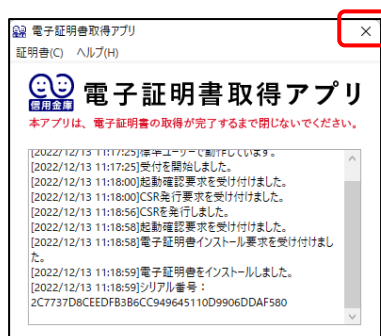 電子証明書取得アプリ
証明書(C) ヘルプ(H)
信用金庫
電子証明書取得アプリ
本アプリは、電子証明書の取得が完了するまで閉じないでください。
[2022/12/13 11:17:25]標準ユーザーで動作しています。
[2022/12/13 11:17:25]受付を開始しました。
[2022/12/13 11:18:00]起動確認要求を受け付けました。
[2022/12/13 11:18:00]CSR発行要求を受け付けました。
[2022/12/13 11:18:56]CSRを発行しました。
[2022/12/13 11:18:58]起動確認要求を受け付けました。
[2022/12/13 11:18:58]電子証明書インストール要求を受け付けまし
た。
[2022/12/13 11:18:59]電子証明書をインストールしました。
[2022/12/13 11:18:59]シリアル番号：
2C7737D8CEEDFB3B6CC949645110D9906DDAF580